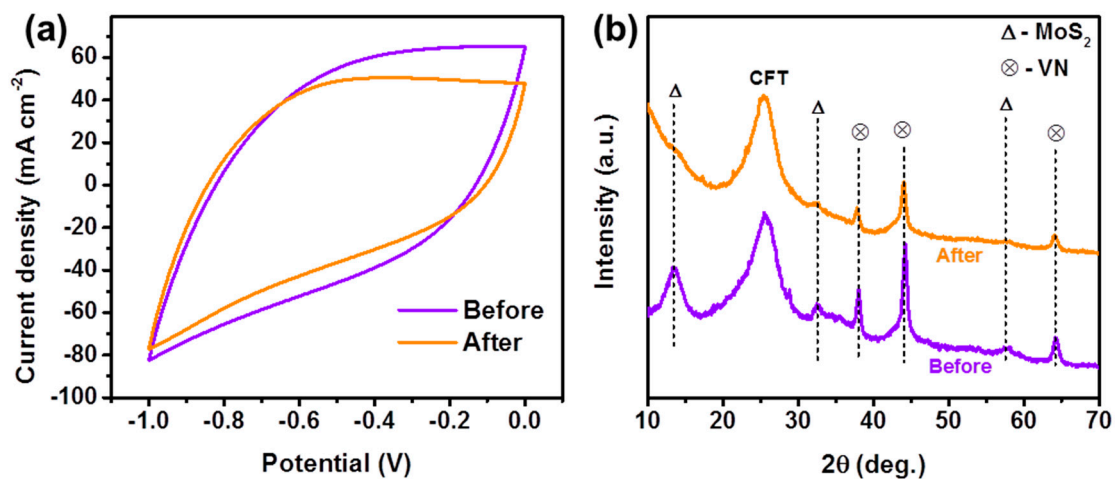 (a)
Current density (mA cm⁻²)
60
40
20
0
-20
-40
-60
-80
-100
-1.0
-0.8
-0.6
-0.4
-0.2
0.0
Potential (V)
Before
After
(b)
Intensity (a.u.)
Δ - MoS₂
⊗ - VN
Δ
CFT
Δ
⊗
⊗
Δ
⊗
After
Before
10
20
30
40
50
60
70
2θ (deg.)